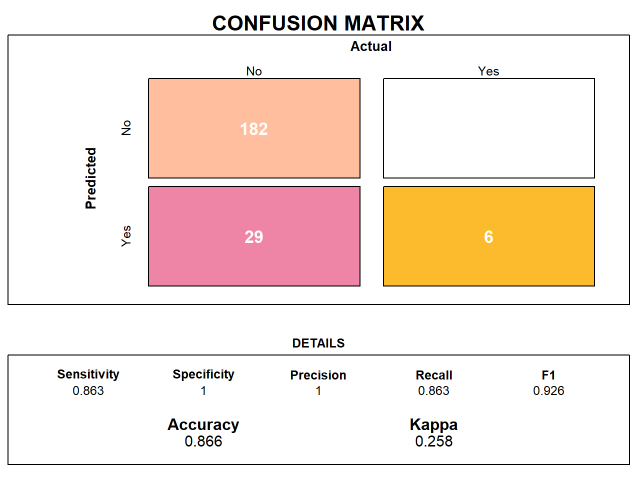 CONFUSION MATRIX
Actual
No Yes
No
182
Predicted
Yes
29 6
DETAILS
Sensitivity Specificity Precision Recall F1
0.863 1 1 0.863 0.926
Accuracy Kappa
0.866 0.258